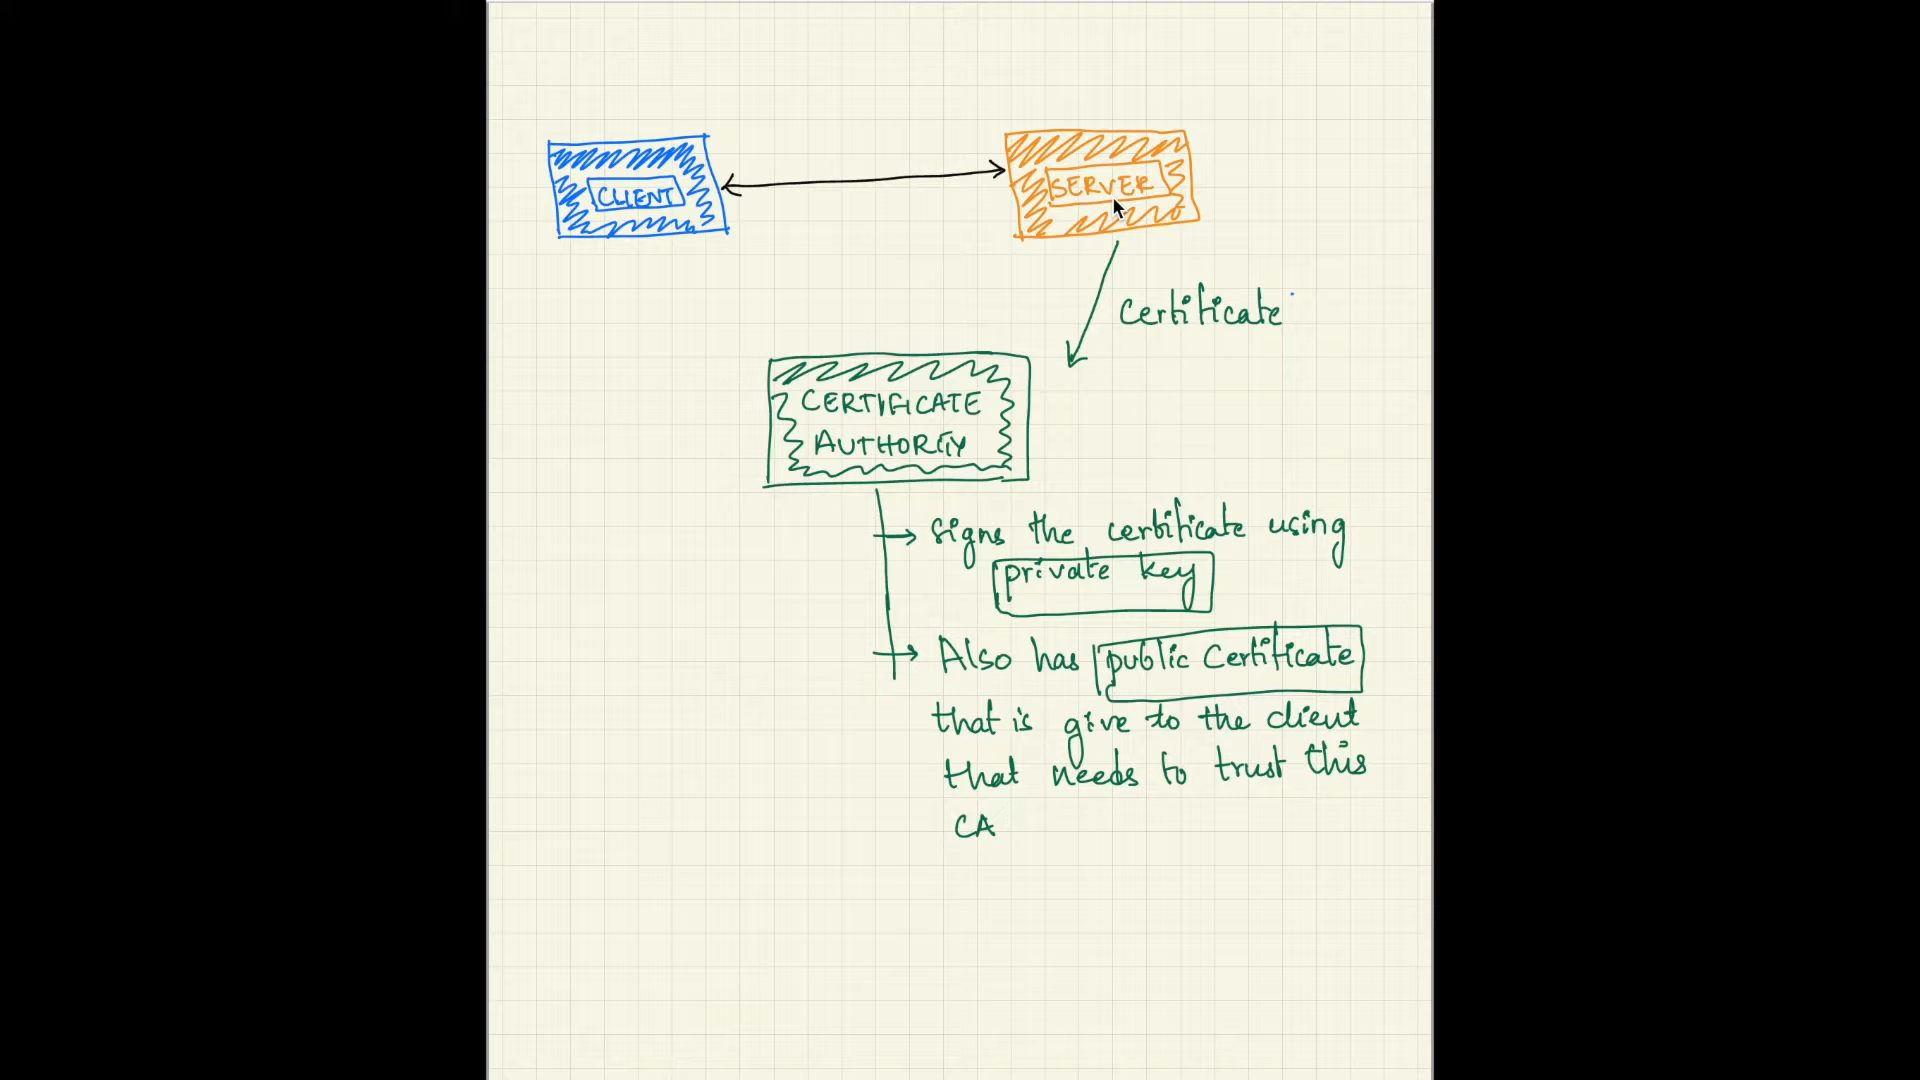 CLIENT
SERVER
Certificate
CERTIFICATE
AUTHORITY
signs the certificate using
private key
Also has public Certificate
that is give to the client
that needs to trust this
CA